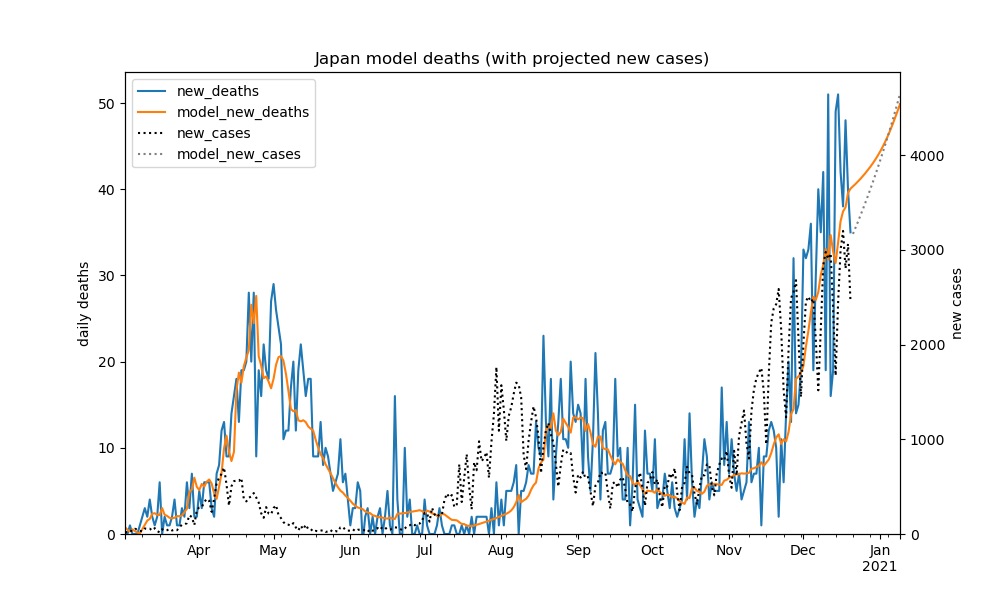 Japan model deaths (with projected new cases)
new_deaths
model_new_deaths
new_cases
model_new_cases
50
40
30
20
10
0
daily deaths
4000
3000
2000
1000
0
new cases
Apr May Jun Jul Aug Sep Oct Nov Dec Jan
2021